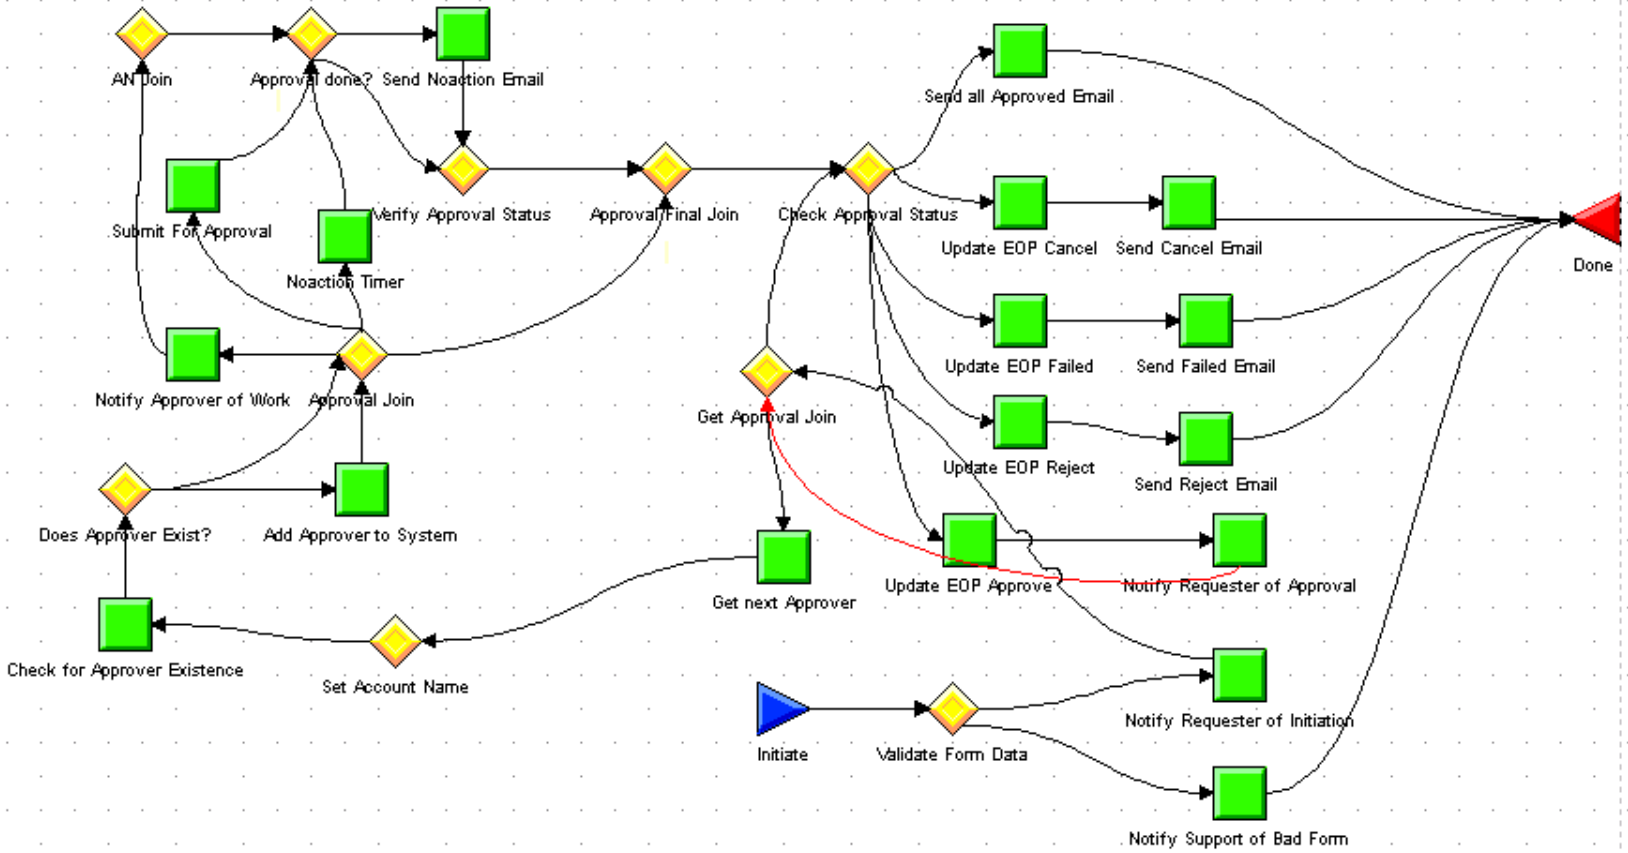 AN Join
Approval done?
Send Noaction Email
Send all Approved Email
Submit For Approval
Verify Approval Status
Approval Final Join
Check Approval Status
Update EOP Cancel
Send Cancel Email
Done
Noaction Timer
Notify Approver of Work
Approval Join
Get Approval Join
Update EOP Failed
Send Failed Email
Update EOP Reject
Send Reject Email
Does Approver Exist?
Add Approver to System
Get next Approver
Update EOP Approve
Notify Requester of Approval
Check for Approver Existence
Set Account Name
Initiate
Validate Form Data
Notify Requester of Initiation
Notify Support of Bad Form